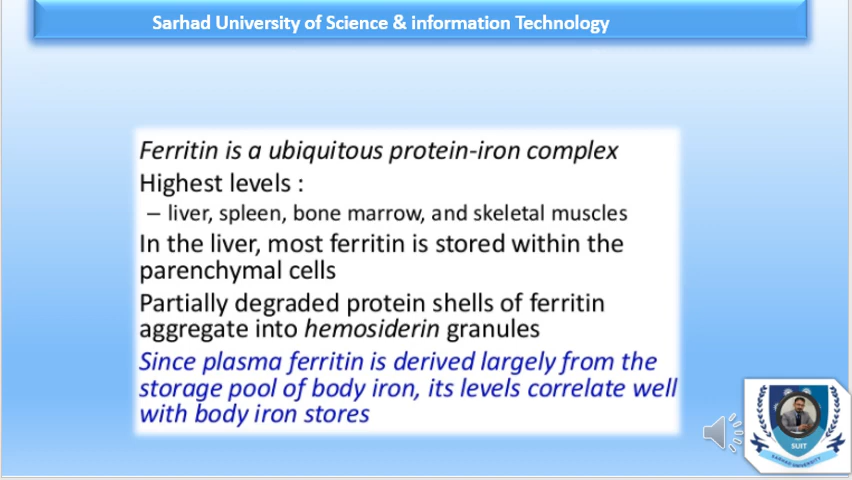 Sarhad University of Science & information Technology
Ferritin is a ubiquitous protein-iron complex
Highest levels :
– liver, spleen, bone marrow, and skeletal muscles
In the liver, most ferritin is stored within the
parenchymal cells
Partially degraded protein shells of ferritin
aggregate into hemosiderin granules
Since plasma ferritin is derived largely from the
storage pool of body iron, its levels correlate well
with body iron stores
SUIT
SARHAD UNIVERSITY